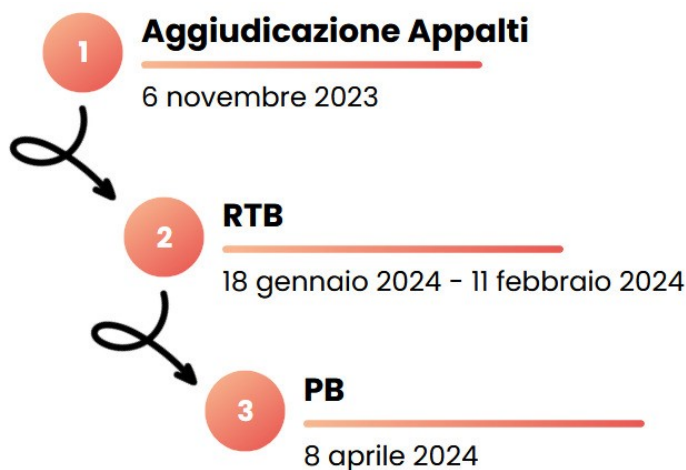 1
Aggiudicazione Appalti
6 novembre 2023
2
RTB
18 gennaio 2024 - 11 febbraio 2024
3
PB
8 aprile 2024